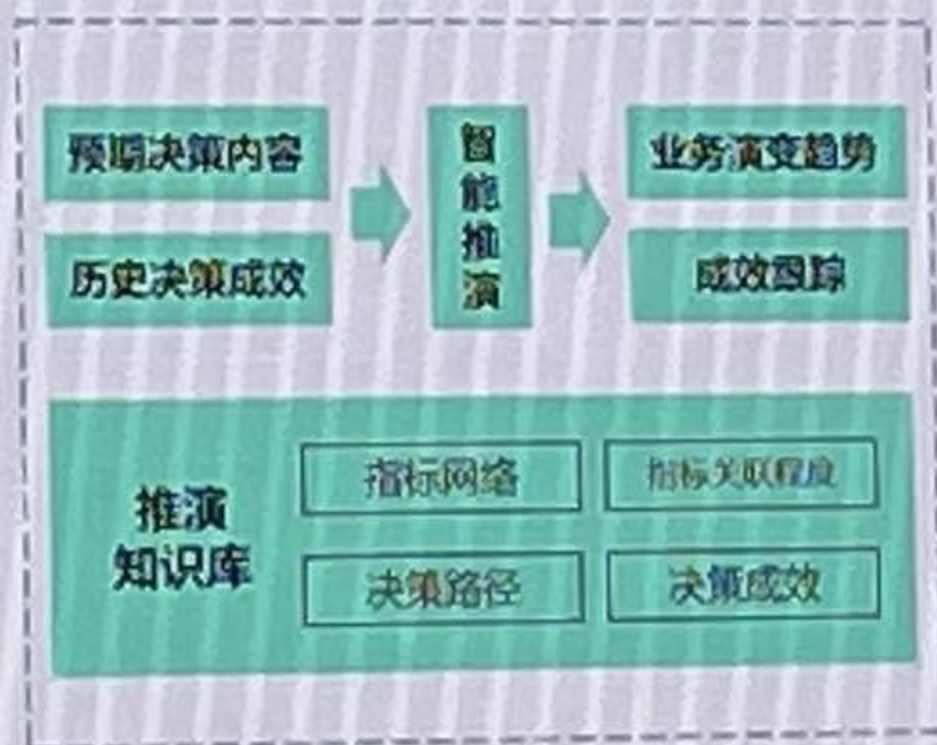 预期决策内容
历史决策成效
智能推演
业务演变趋势
成效跟踪
推演
知识库
指标网络
指标关联程度
决策路径
决策成效